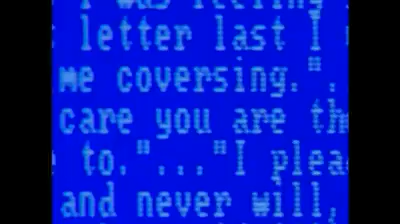 I was feeling
letter last I
me coversing.".
care you are th
to."..."I plea
and never will,